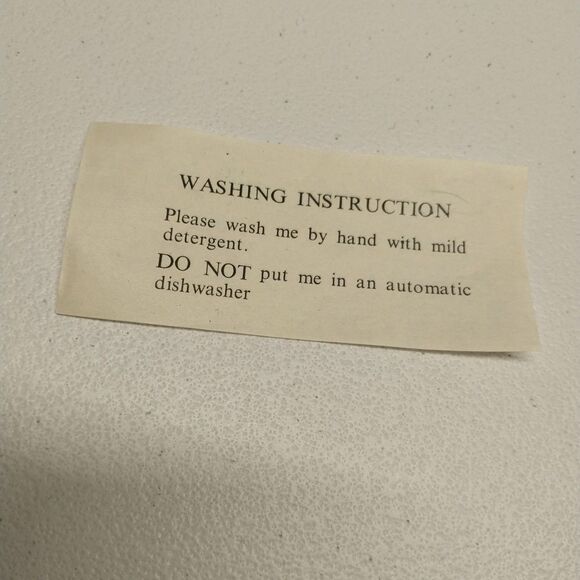 WASHING INSTRUCTION
Please wash me by hand with mild
detergent.
DO NOT put me in an automatic
dishwasher